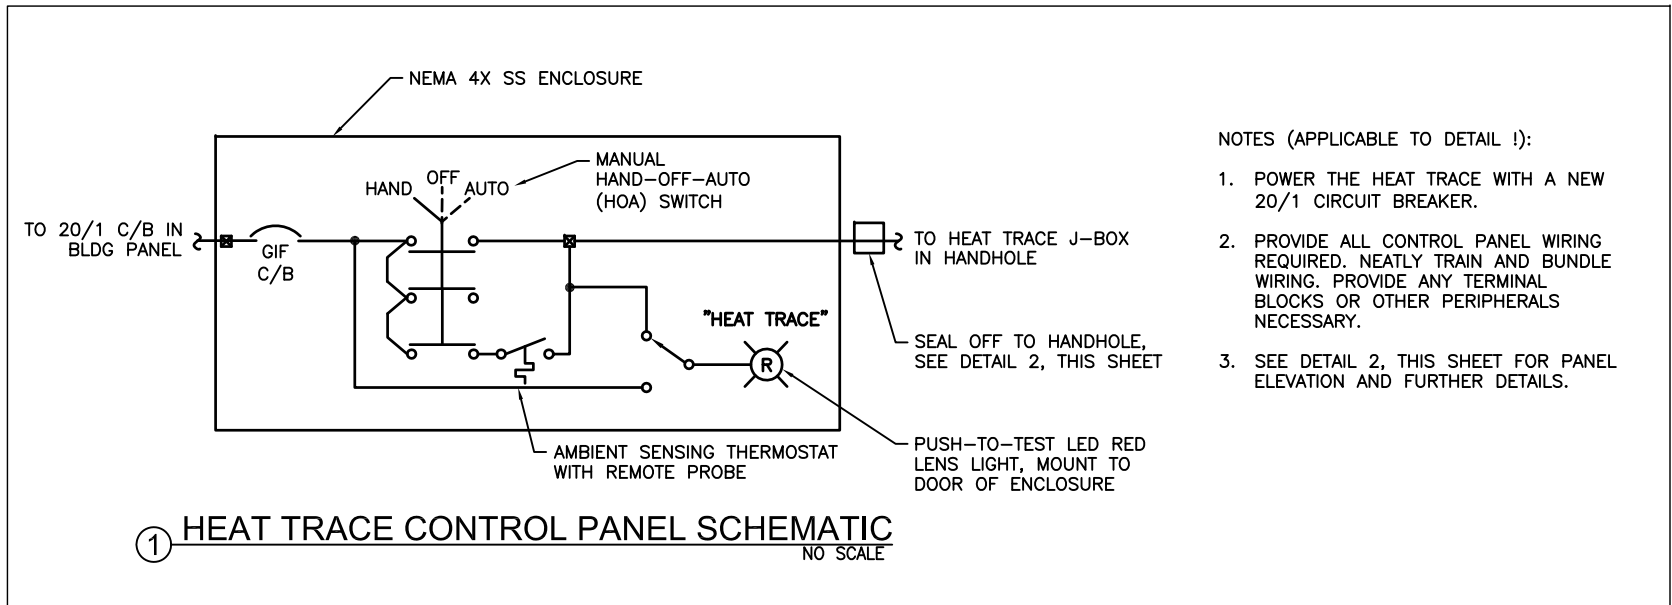 NEMA 4X SS ENCLOSURE
MANUAL
HAND-OFF-AUTO
(HOA) SWITCH
HAND
OFF
AUTO
TO 20/1 C/B IN
BLDG PANEL
GIF
C/B
TO HEAT TRACE J-BOX
IN HANDHOLE
"HEAT TRACE"
R
SEAL OFF TO HANDHOLE,
SEE DETAIL 2, THIS SHEET
AMBIENT SENSING THERMOSTAT
WITH REMOTE PROBE
PUSH-TO-TEST LED RED
LENS LIGHT, MOUNT TO
DOOR OF ENCLOSURE
NOTES (APPLICABLE TO DETAIL !):
1. POWER THE HEAT TRACE WITH A NEW
20/1 CIRCUIT BREAKER.
2. PROVIDE ALL CONTROL PANEL WIRING
REQUIRED. NEATLY TRAIN AND BUNDLE
WIRING. PROVIDE ANY TERMINAL
BLOCKS OR OTHER PERIPHERALS
NECESSARY.
3. SEE DETAIL 2, THIS SHEET FOR PANEL
ELEVATION AND FURTHER DETAILS.
1 HEAT TRACE CONTROL PANEL SCHEMATIC
NO SCALE